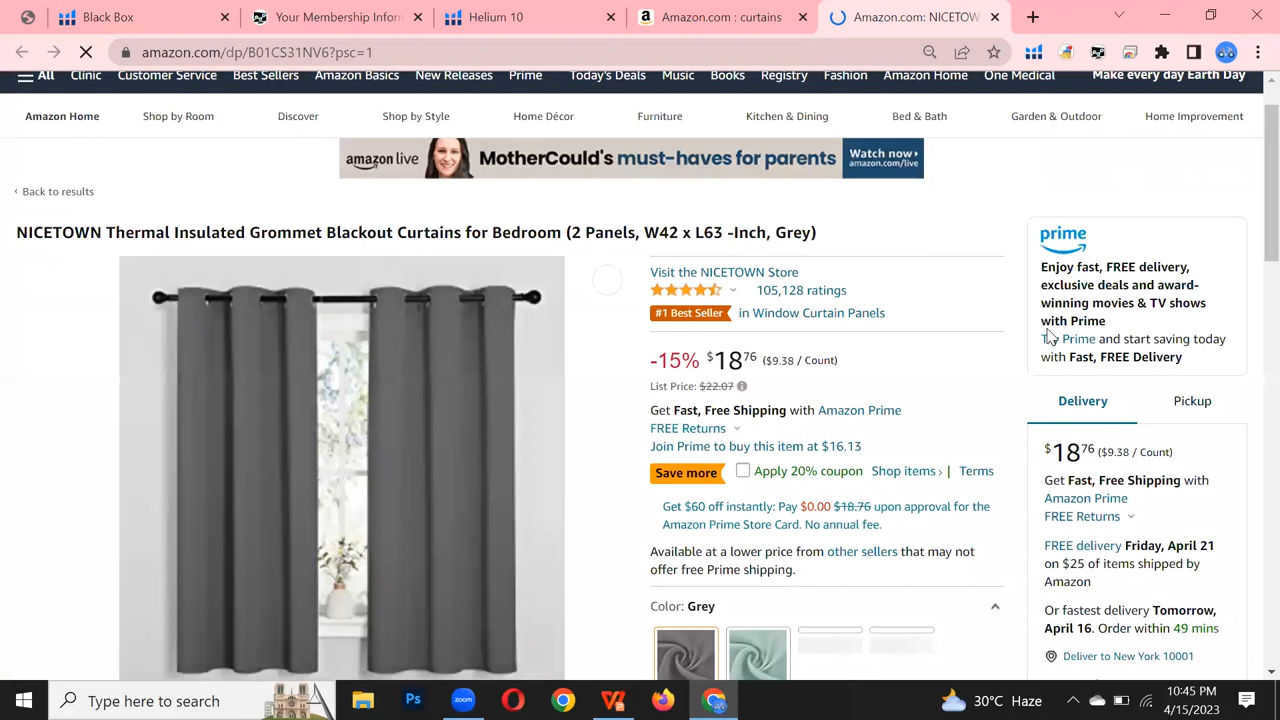 Black Box
Your Membership Infor
Helium 10
Amazon.com : curtains
Amazon.com: NICETOW
amazon.com/dp/B01CS31NV6?psc=1
All Clinic Customer Service Best Sellers Amazon Basics New Releases Prime Today's Deals Music Books Registry Fashion Amazon Home One Medical Make every day Earth Day
Amazon Home Shop by Room Discover Shop by Style Home Décor Furniture Kitchen & Dining Bed & Bath Garden & Outdoor Home Improvement
amazon live MotherCould's must-haves for parents Watch now
amazon.com/live
‹ Back to results
NICETOWN Thermal Insulated Grommet Blackout Curtains for Bedroom (2 Panels, W42 x L63 -Inch, Grey)
Visit the NICETOWN Store
105,128 ratings
#1 Best Seller in Window Curtain Panels
-15% $18 76 ($9.38 / Count)
List Price: $22.07
Get Fast, Free Shipping with Amazon Prime
FREE Returns
Join Prime to buy this item at $16.13
Save more Apply 20% coupon Shop items › | Terms
Get $60 off instantly: Pay $0.00 $18.76 upon approval for the
Amazon Prime Store Card. No annual fee.
Available at a lower price from other sellers that may not
offer free Prime shipping.
Color: Grey
prime
Enjoy fast, FREE delivery,
exclusive deals and award-
winning movies & TV shows
with Prime
Prime and start saving today
with Fast, FREE Delivery
Delivery Pickup
$18 76 ($9.38 / Count)
Get Fast, Free Shipping with
Amazon Prime
FREE Returns
FREE delivery Friday, April 21
on $25 of items shipped by
Amazon
Or fastest delivery Tomorrow,
April 16. Order within 49 mins
Deliver to New York 10001
Type here to search
Ps
zoom
30°C Haze
10:45 PM
4/15/2023